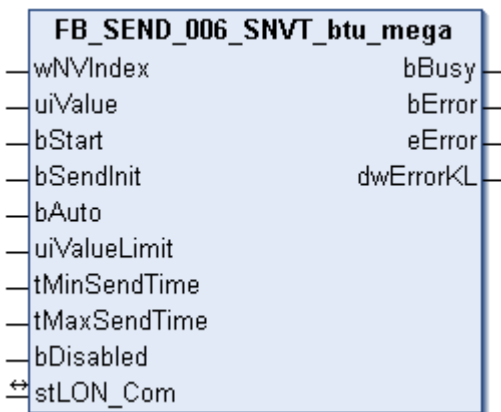 FB_SEND_006_SNVT_btu_mega
wNVIndex bBusy
uiValue bError
bStart eError
bSendInit dwErrorKL
bAuto
uiValueLimit
tMinSendTime
tMaxSendTime
bDisabled
stLON_Com